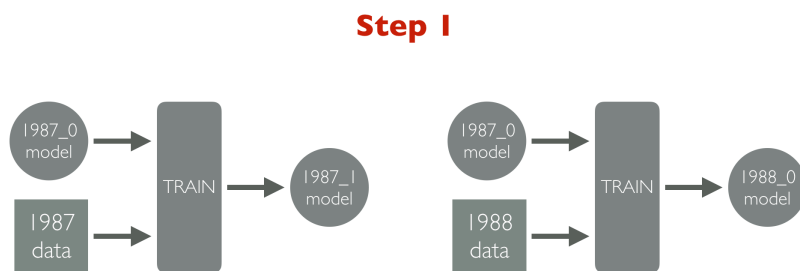 Step 1
1987_0
model
1987
data
TRAIN
1987_1
model
1987_0
model
1988
data
TRAIN
1988_0
model